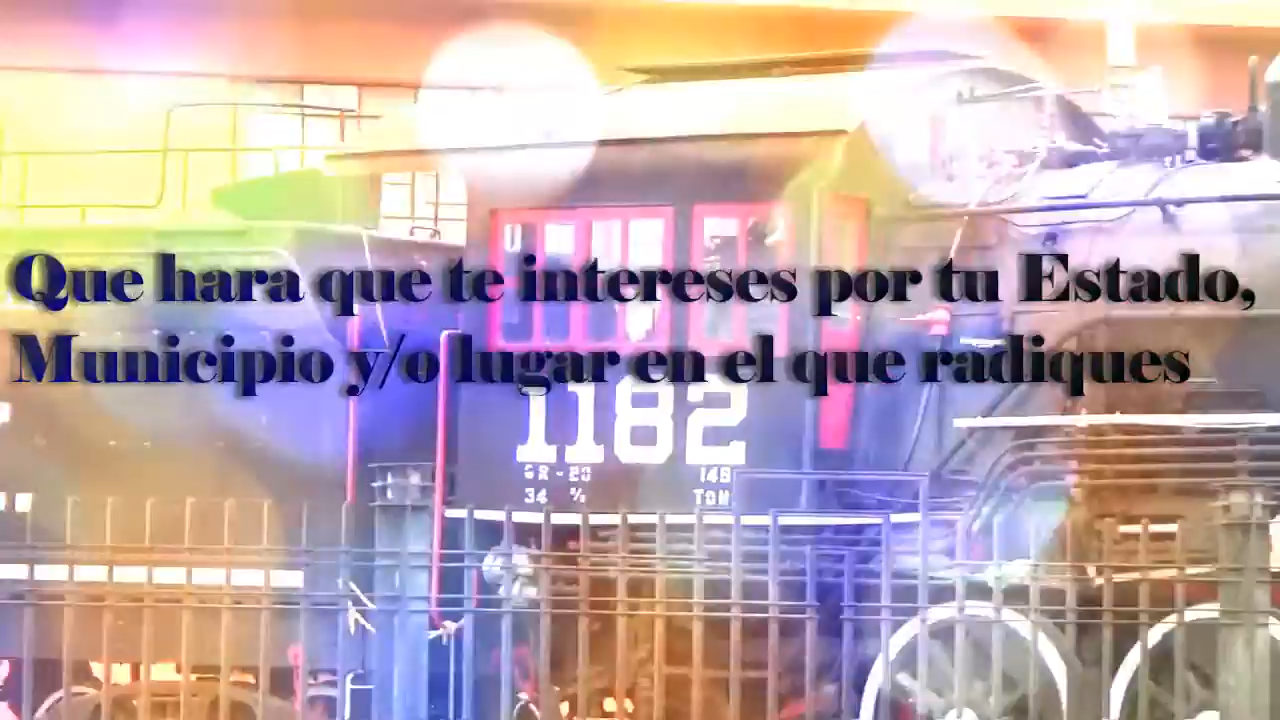 Que hara que te intereses por tu Estado,
Municipio y/o lugar en el que radiques
1182
GR - 20 148
34 % TON